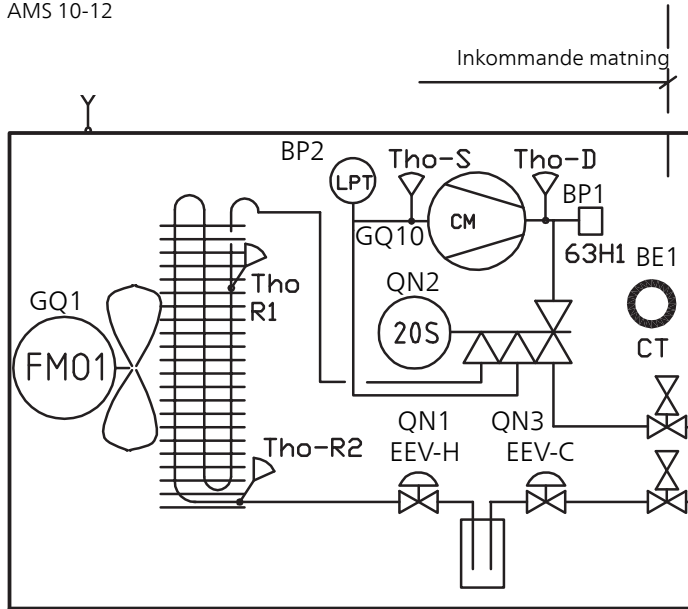 AMS 10-12
Inkommande matning
Y
BP2
Tho-S
Tho-D
LPT
BP1
CM
GQ10
63H1
BE1
Tho
R1
QN2
GQ1
20S
CT
FM01
QN1
QN3
Tho-R2
EEV-H
EEV-C